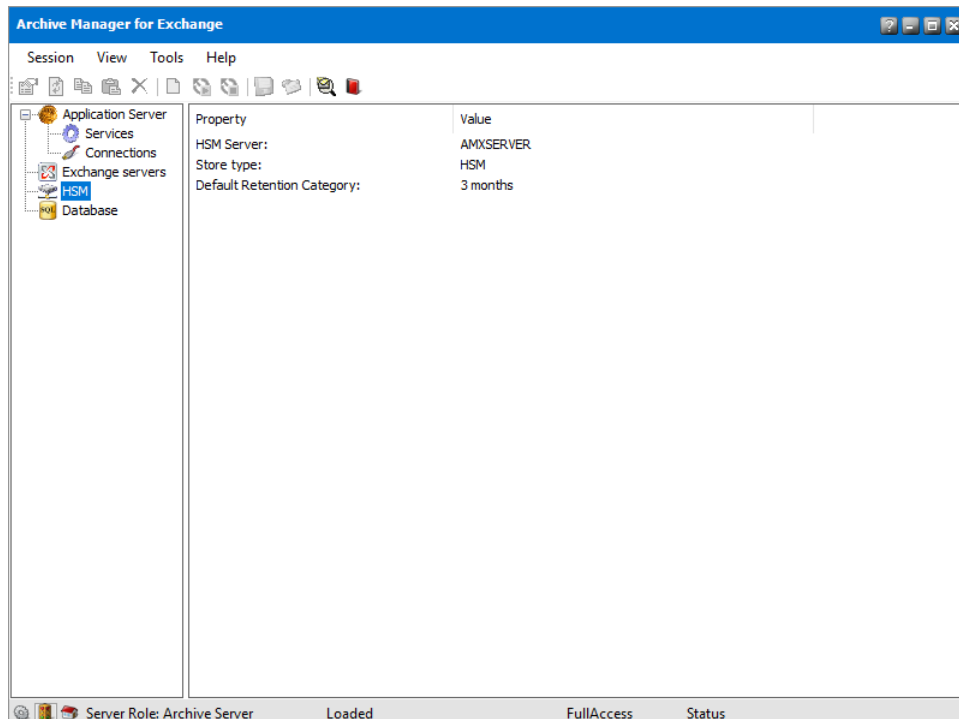 Archive Manager for Exchange
Session View Tools Help
Application Server
Services
Connections
Exchange servers
HSM
SQL Database
Property Value
HSM Server: AMXSERVER
Store type: HSM
Default Retention Category: 3 months
Server Role: Archive Server Loaded FullAccess Status